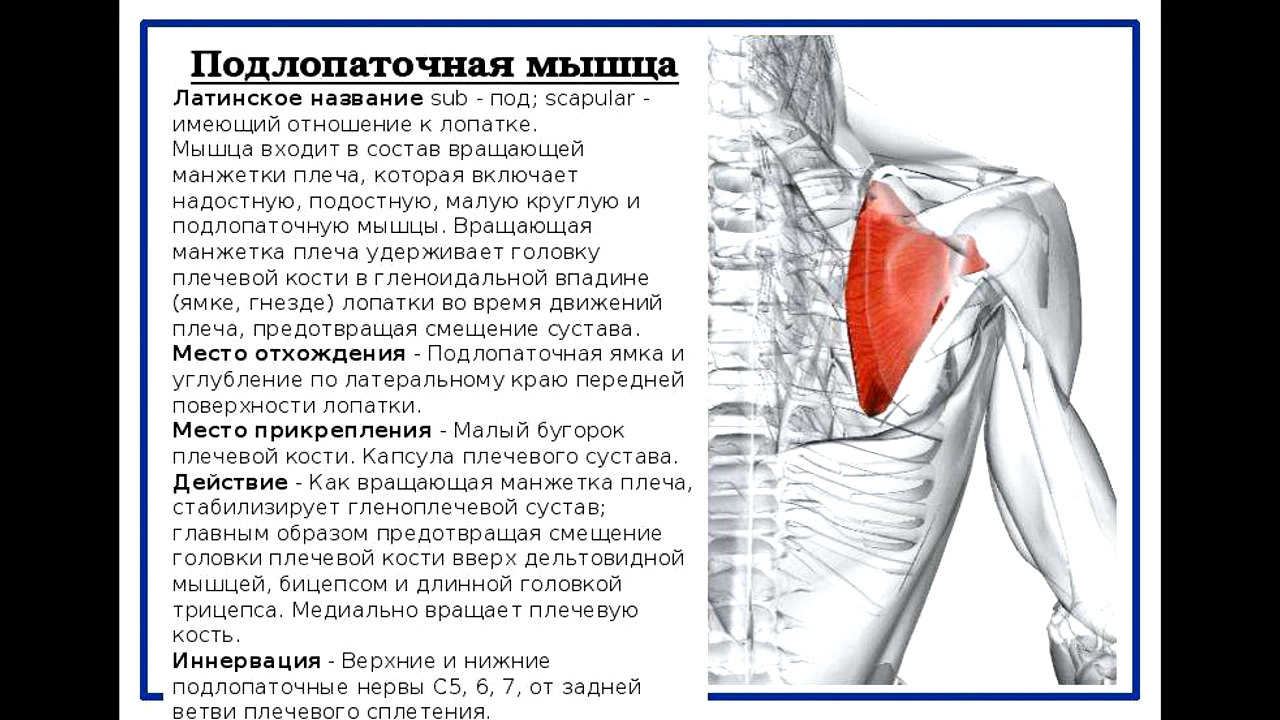 Подлопаточная мышца
Латинское название sub - под; scapular -
имеющий отношение к лопатке.
Мышца входит в состав вращающей
манжетки плеча, которая включает
надостную, подостную, малую круглую и
подлопаточную мышцы. Вращающая
манжетка плеча удерживает головку
плечевой кости в гленоидальной впадине
(ямке, гнезде) лопатки во время движений
плеча, предотвращая смещение сустава.
Место отхождения - Подлопаточная ямка и
углубление по латеральному краю передней
поверхности лопатки.
Место прикрепления - Малый бугорок
плечевой кости. Капсула плечевого сустава.
Действие - Как вращающая манжетка плеча,
стабилизирует гленоплечевой сустав;
главным образом предотвращая смещение
головки плечевой кости вверх дельтовидной
мышцей, бицепсом и длинной головкой
трицепса. Медиально вращает плечевую
кость.
Иннервация - Верхние и нижние
подлопаточные нервы С5, 6, 7, от задней
ветви плечевого сплетения.